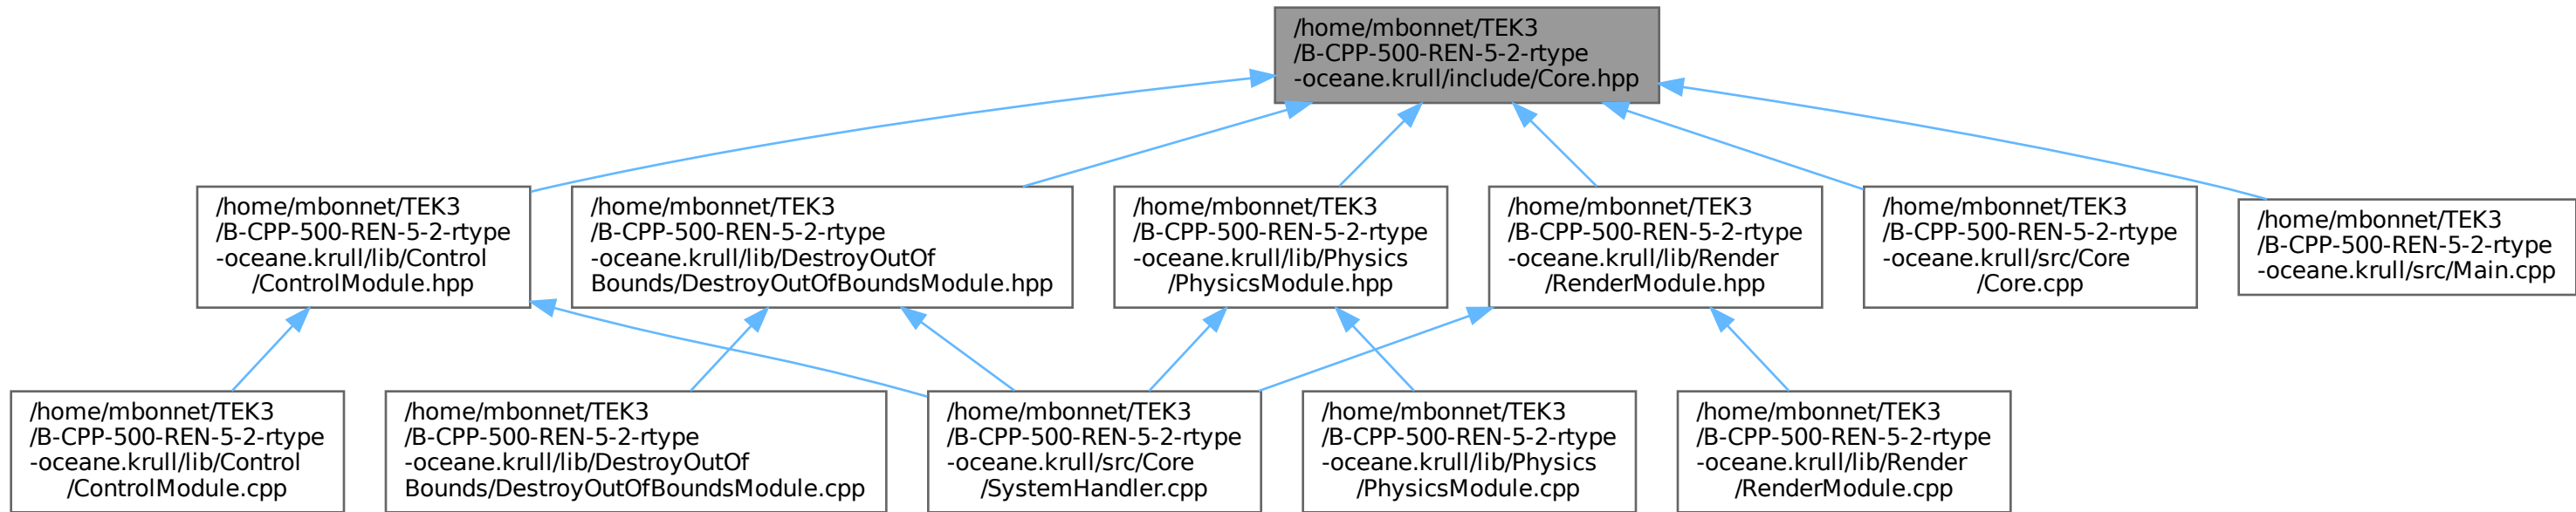 /home/mbonnet/TEK3
/B-CPP-500-REN-5-2-rtype
-oceane.krull/include/Core.hpp
/home/mbonnet/TEK3
/B-CPP-500-REN-5-2-rtype
-oceane.krull/lib/Control
/ControlModule.hpp
/home/mbonnet/TEK3
/B-CPP-500-REN-5-2-rtype
-oceane.krull/lib/DestroyOutOf
Bounds/DestroyOutOfBoundsModule.hpp
/home/mbonnet/TEK3
/B-CPP-500-REN-5-2-rtype
-oceane.krull/lib/Physics
/PhysicsModule.hpp
/home/mbonnet/TEK3
/B-CPP-500-REN-5-2-rtype
-oceane.krull/lib/Render
/RenderModule.hpp
/home/mbonnet/TEK3
/B-CPP-500-REN-5-2-rtype
-oceane.krull/src/Core
/Core.cpp
/home/mbonnet/TEK3
/B-CPP-500-REN-5-2-rtype
-oceane.krull/src/Main.cpp
/home/mbonnet/TEK3
/B-CPP-500-REN-5-2-rtype
-oceane.krull/lib/Control
/ControlModule.cpp
/home/mbonnet/TEK3
/B-CPP-500-REN-5-2-rtype
-oceane.krull/lib/DestroyOutOf
Bounds/DestroyOutOfBoundsModule.cpp
/home/mbonnet/TEK3
/B-CPP-500-REN-5-2-rtype
-oceane.krull/src/Core
/SystemHandler.cpp
/home/mbonnet/TEK3
/B-CPP-500-REN-5-2-rtype
-oceane.krull/lib/Physics
/PhysicsModule.cpp
/home/mbonnet/TEK3
/B-CPP-500-REN-5-2-rtype
-oceane.krull/lib/Render
/RenderModule.cpp